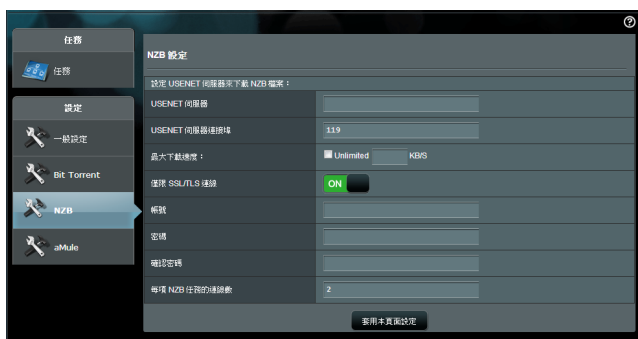 任務
任務
設定
一般設定
Bit Torrent
NZB
aMule
NZB 設定
設定 USENET 伺服器來下載 NZB 檔案：
USENET 伺服器
USENET 伺服器連接埠
119
最大下載速度：
Unlimited KB/S
僅限 SSL/TLS 連線
ON
帳號
密碼
確認密碼
每項 NZB 任務的連線數
2
套用本頁面設定